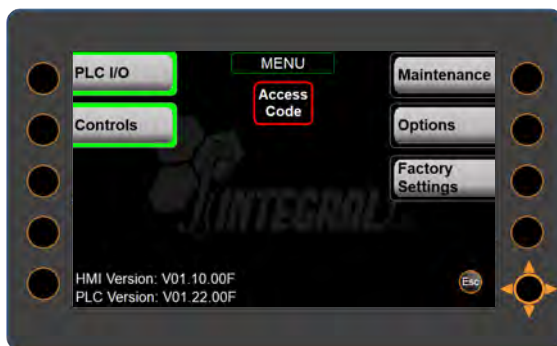 MENU
PLC I/O
Access
Code
Maintenance
Controls
Options
Factory
Settings
INTEGRAL
HMI Version: V01.10.00F
PLC Version: V01.22.00F
Esc